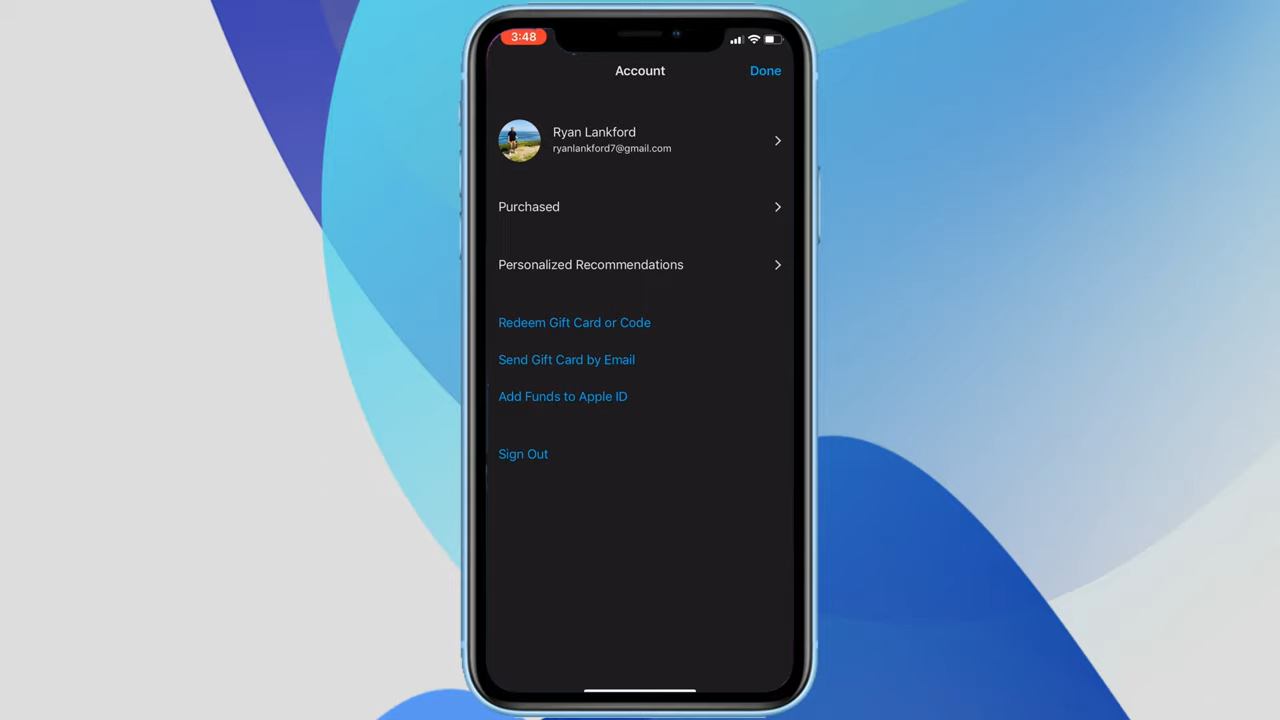 3:48
Account
Done
Ryan Lankford
ryanlankford7@gmail.com
Purchased
Personalized Recommendations
Redeem Gift Card or Code
Send Gift Card by Email
Add Funds to Apple ID
Sign Out